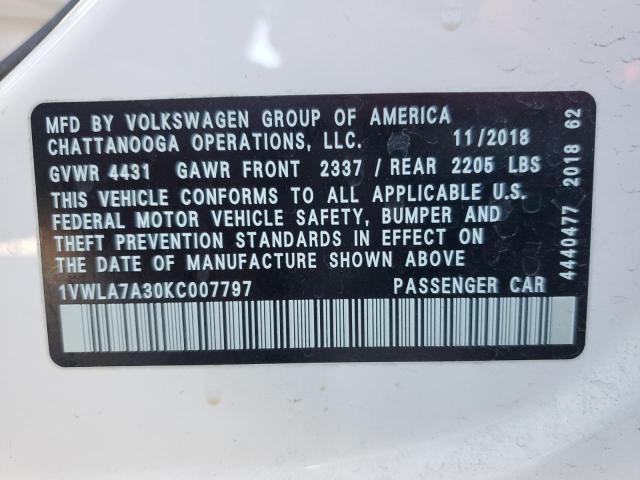 MFD BY VOLKSWAGEN GROUP OF AMERICA
CHATTANOOGA OPERATIONS, LLC. 11/2018
GVWR 4431 GAWR FRONT 2337 / REAR 2205 LBS
THIS VEHICLE CONFORMS TO ALL APPLICABLE U.S.
FEDERAL MOTOR VEHICLE SAFETY, BUMPER AND
THEFT PREVENTION STANDARDS IN EFFECT ON
THE DATE OF MANUFACTURE SHOWN ABOVE
1VWLA7A30KC007797 PASSENGER CAR
4440477 2018 62